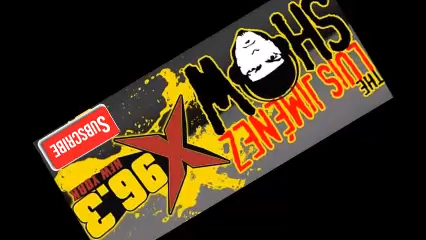 THE
LUIS JIMÉNEZ
SHOW
X
96.3
NEW YORK
SUBSCRIBE